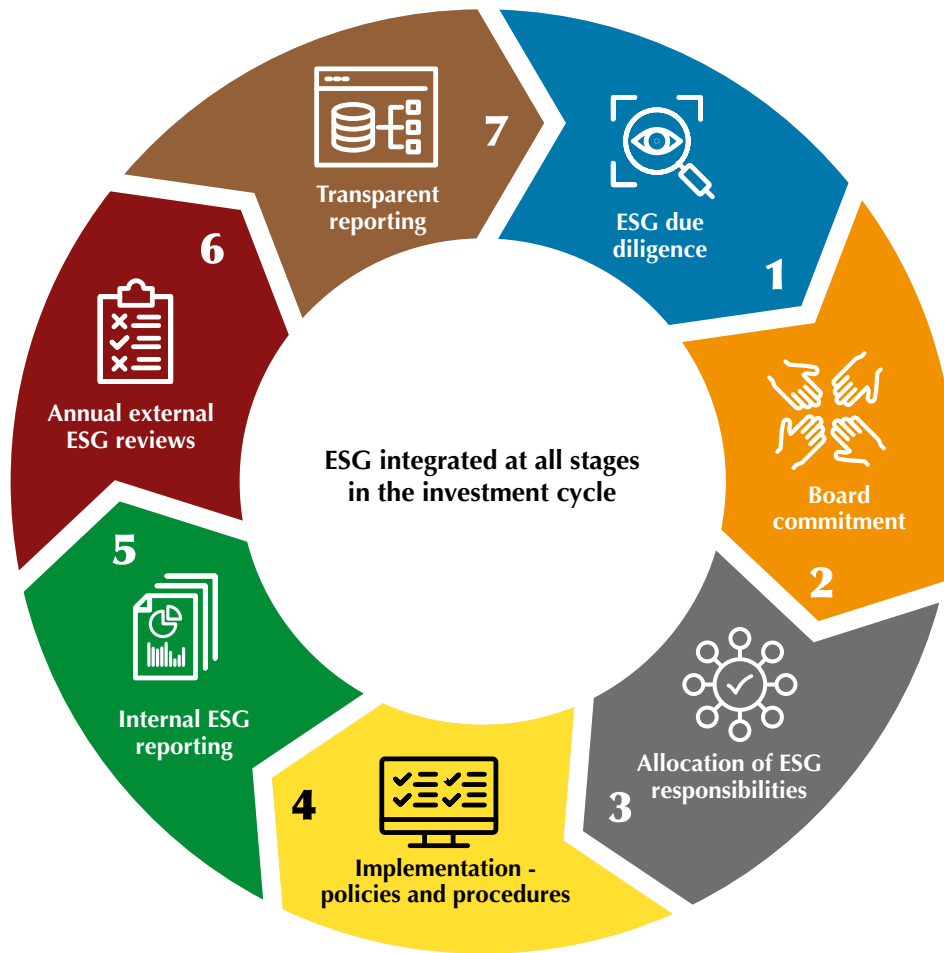 ESG integrated at all stages
in the investment cycle
ESG due
diligence
1
Board
commitment
2
Allocation of ESG
responsibilities
3
Implementation -
policies and procedures
4
Internal ESG
reporting
5
Annual external
ESG reviews
6
Transparent
reporting
7